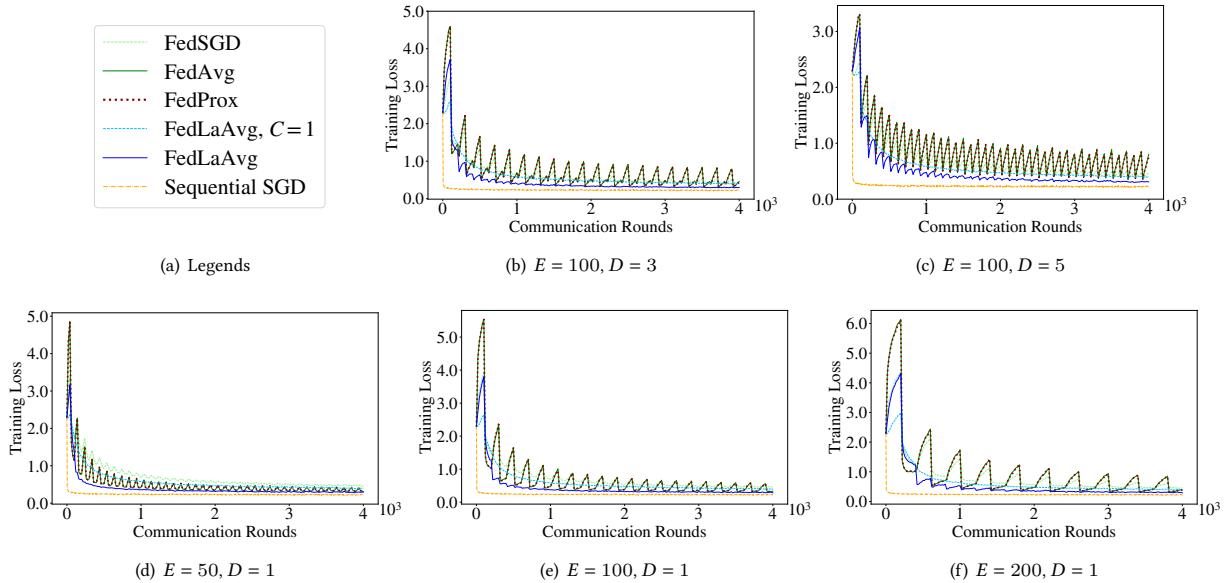 FedSGD
FedAvg
FedProx
FedLaAvg, C=1
FedLaAvg
Sequential SGD
(a) Legends
5.0
4.0
3.0
2.0
1.0
0.0
Training Loss
0 1 2 3 4 10³
Communication Rounds
(b) E = 100, D = 3
3.0
2.0
1.0
0.0
Training Loss
0 1 2 3 4 10³
Communication Rounds
(c) E = 100, D = 5
5.0
4.0
3.0
2.0
1.0
0.0
Training Loss
0 1 2 3 4 10³
Communication Rounds
(d) E = 50, D = 1
5.0
4.0
3.0
2.0
1.0
0.0
Training Loss
0 1 2 3 4 10³
Communication Rounds
(e) E = 100, D = 1
6.0
5.0
4.0
3.0
2.0
1.0
0.0
Training Loss
0 1 2 3 4 10³
Communication Rounds
(f) E = 200, D = 1